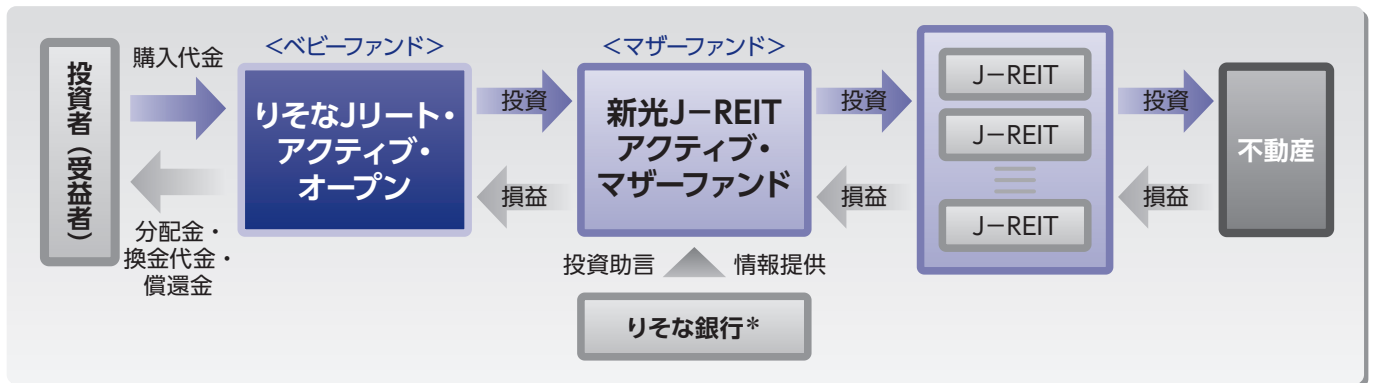 投資者（受益者）
購入代金
分配金・
換金代金・
償還金
＜ベビーファンド＞
りそなJリート・
アクティブ・
オープン
投資
損益
＜マザーファンド＞
新光J−REIT
アクティブ・
マザーファンド
投資助言
情報提供
りそな銀行＊
投資
損益
J−REIT
J−REIT
J−REIT
投資
損益
不動産